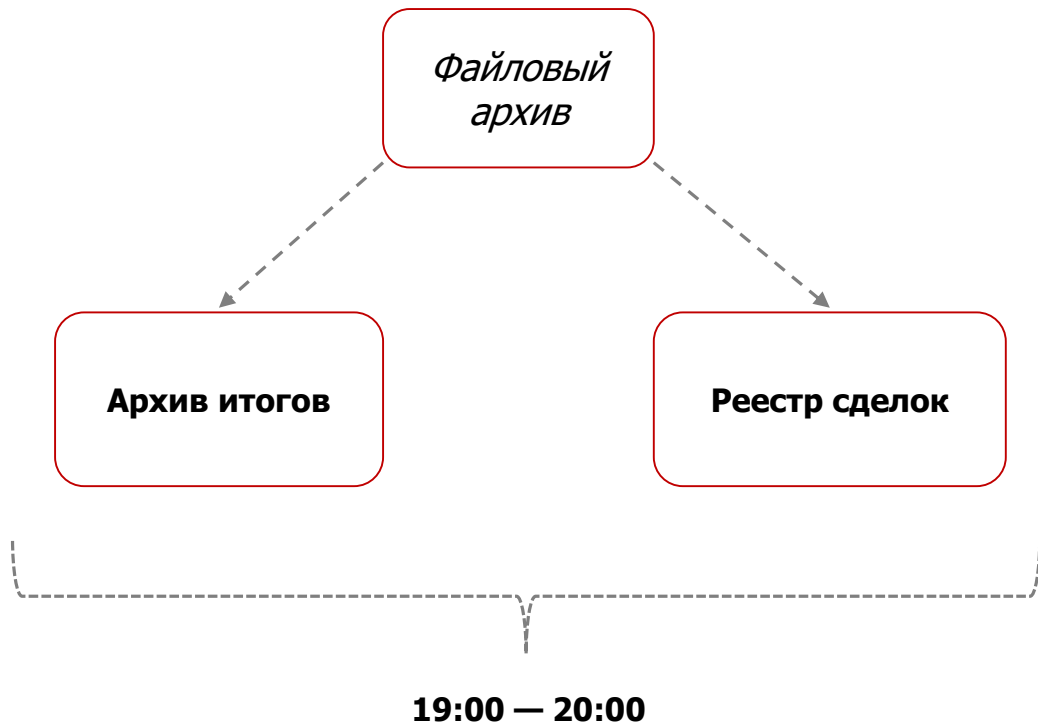 Файловый
архив
Архив итогов
Реестр сделок
19:00 — 20:00